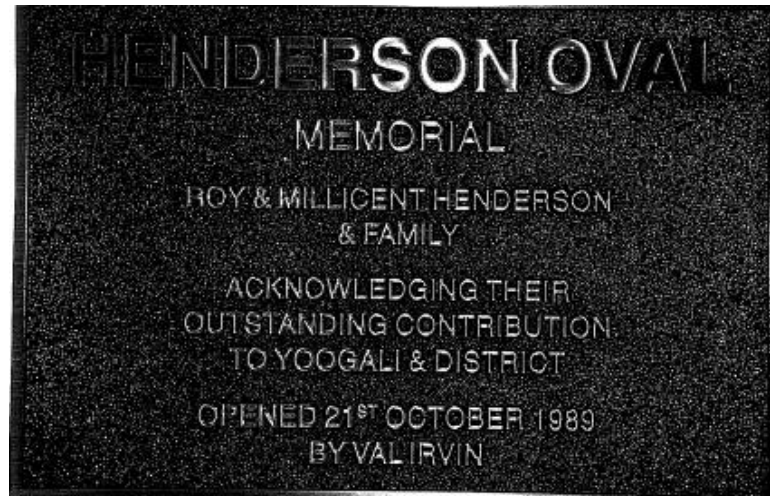 HENDERSON OVAL
MEMORIAL
ROY & MILLICENT HENDERSON
& FAMILY
ACKNOWLEDGING THEIR
OUTSTANDING CONTRIBUTION
TO YOOGALI & DISTRICT
OPENED 21ST OCTOBER 1989
BY VAL IRVIN